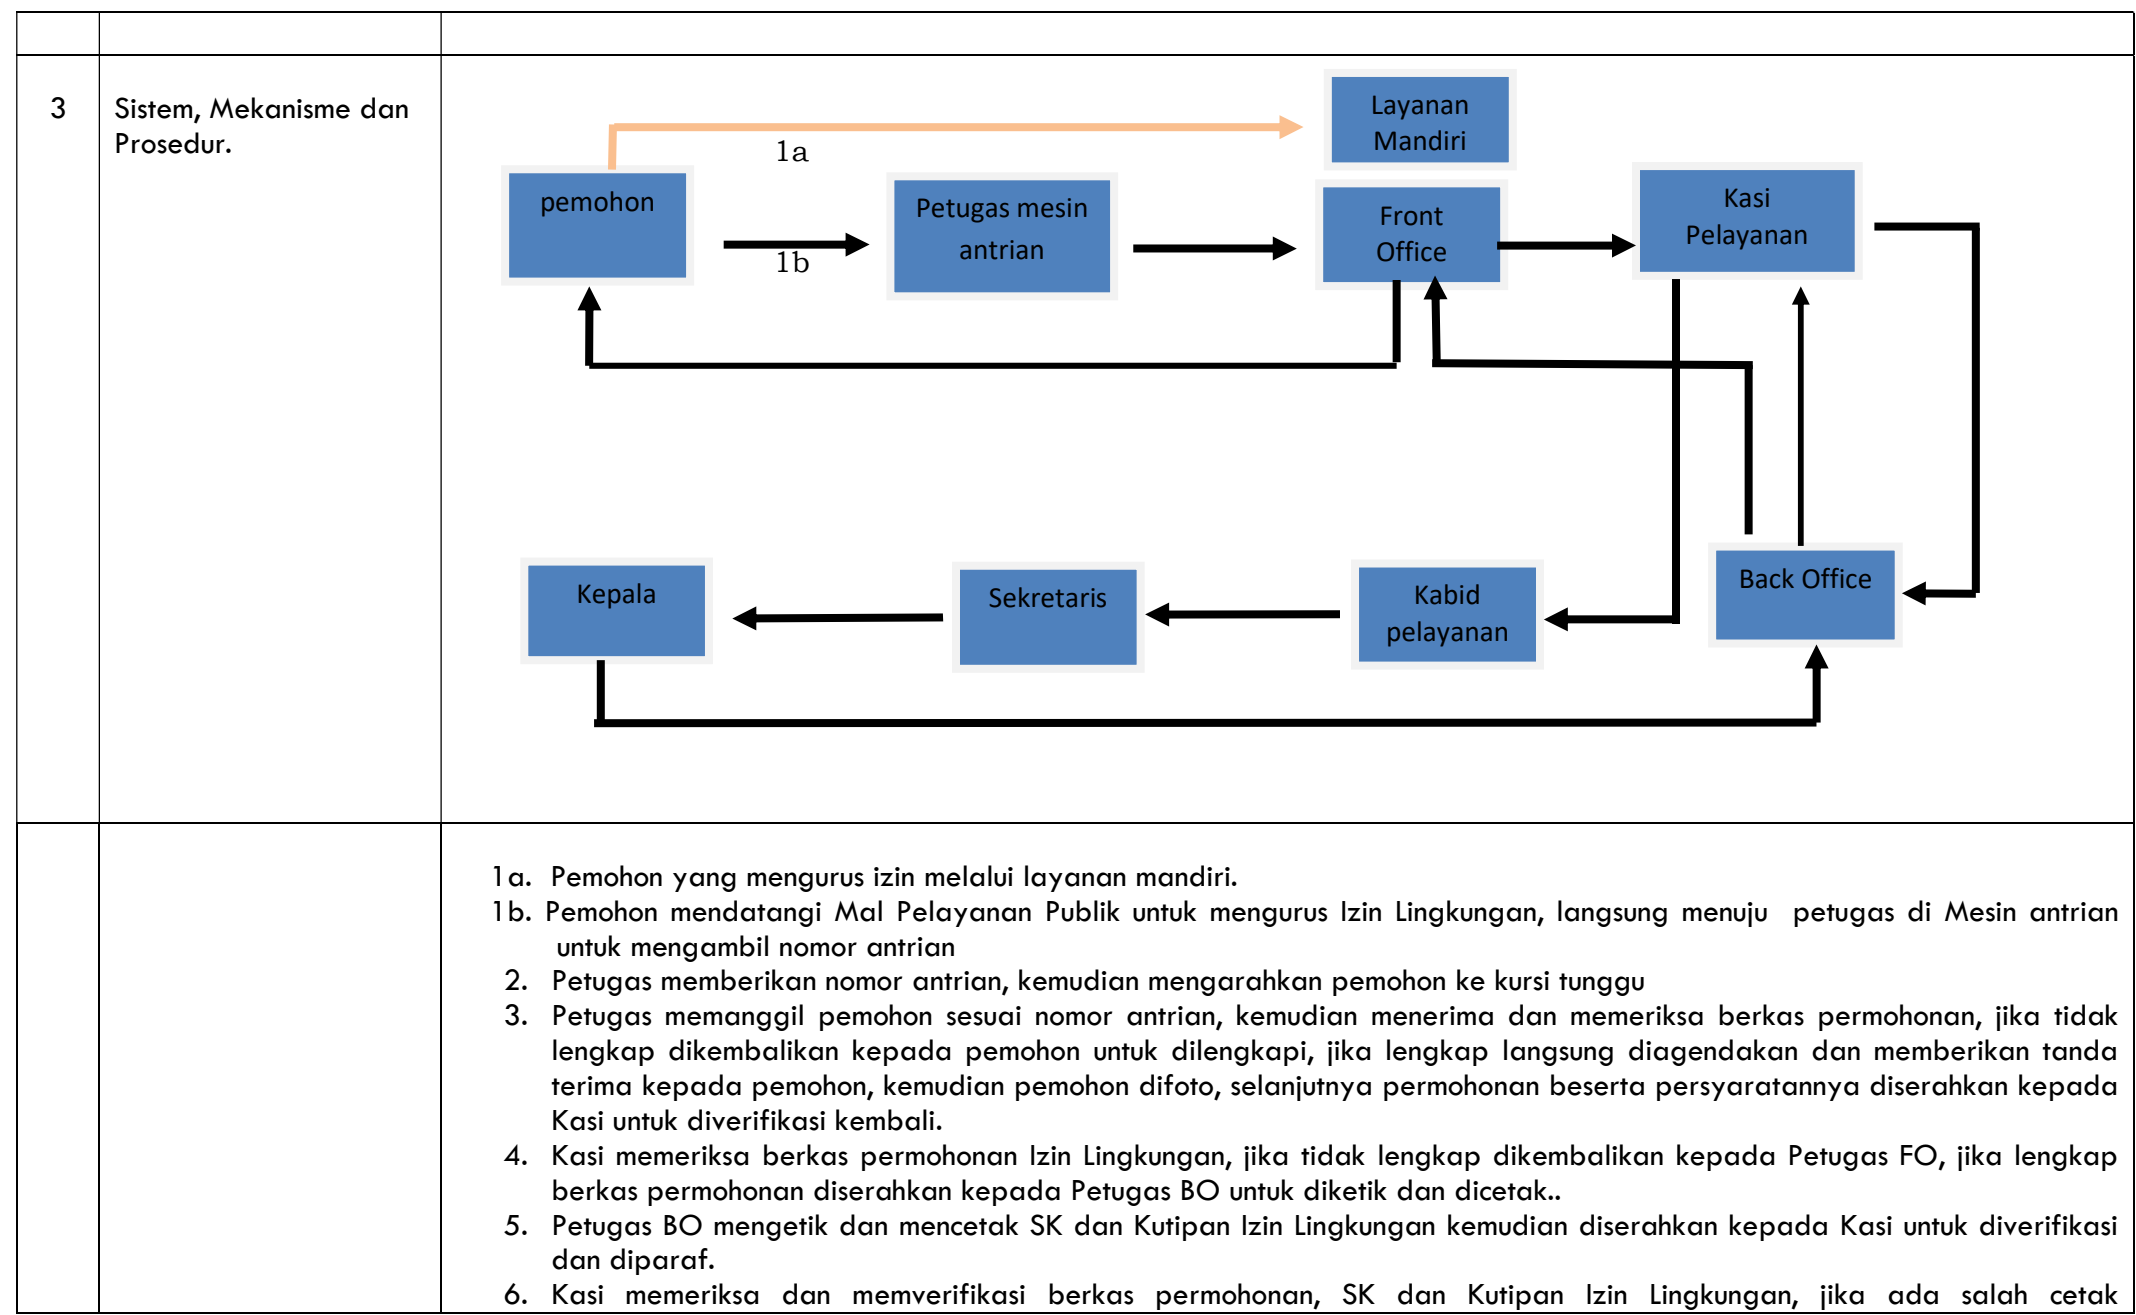 3
Sistem, Mekanisme dan
Prosedur.
Layanan
Mandiri
1a
pemohon
Petugas mesin
antrian
1b
Front
Office
Kasi
Pelayanan
Kepala
Sekretaris
Kabid
pelayanan
Back Office
1a. Pemohon yang mengurus izin melalui layanan mandiri.
1b. Pemohon mendatangi Mal Pelayanan Publik untuk mengurus Izin Lingkungan, langsung menuju petugas di Mesin antrian
untuk mengambil nomor antrian
2. Petugas memberikan nomor antrian, kemudian mengarahkan pemohon ke kursi tunggu
3. Petugas memanggil pemohon sesuai nomor antrian, kemudian menerima dan memeriksa berkas permohonan, jika tidak
lengkap dikembalikan kepada pemohon untuk dilengkapi, jika lengkap langsung diagendakan dan memberikan tanda
terima kepada pemohon, kemudian pemohon difoto, selanjutnya permohonan beserta persyaratannya diserahkan kepada
Kasi untuk diverifikasi kembali.
4. Kasi memeriksa berkas permohonan Izin Lingkungan, jika tidak lengkap dikembalikan kepada Petugas FO, jika lengkap
berkas permohonan diserahkan kepada Petugas BO untuk diketik dan dicetak..
5. Petugas BO mengetik dan mencetak SK dan Kutipan Izin Lingkungan kemudian diserahkan kepada Kasi untuk diverifikasi
dan diparaf.
6. Kasi memeriksa dan memverifikasi berkas permohonan, SK dan Kutipan Izin Lingkungan, jika ada salah cetak